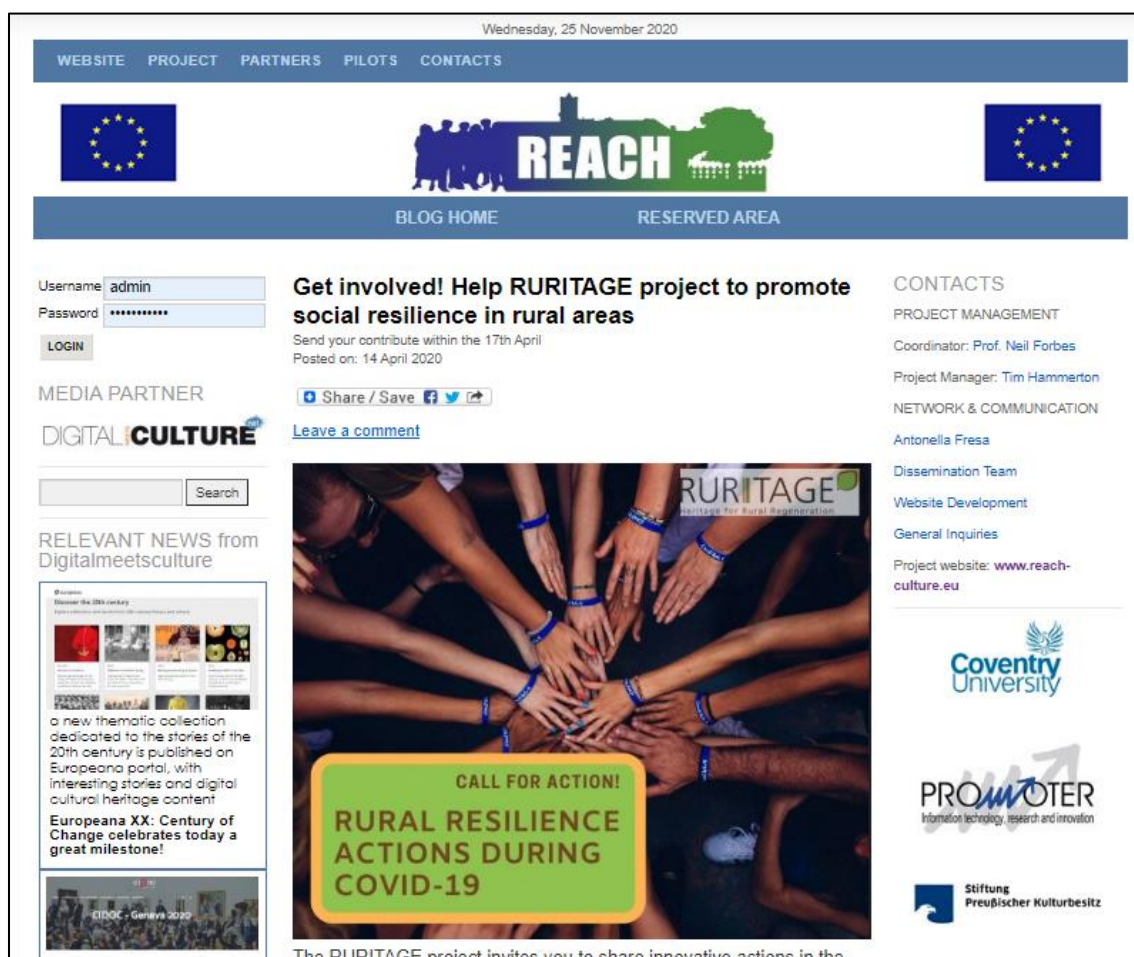 Wednesday, 25 November 2020
WEBSITE PROJECT PARTNERS PILOTS CONTACTS
REACH
BLOG HOME RESERVED AREA
Username admin
Password •••••••••••
LOGIN
MEDIA PARTNER
DIGITAL meets CULTURE .net
Search
RELEVANT NEWS from
Digitalmeetsculture
Discover the 20th century
a new thematic collection
dedicated to the stories of the
20th century is published on
Europeana portal, with
interesting stories and digital
cultural heritage content
Europeana XX: Century of
Change celebrates today a
great milestone!
CIDOC - Geneva 2020
Get involved! Help RURITAGE project to promote
social resilience in rural areas
Send your contribute within the 17th April
Posted on: 14 April 2020
Share / Save
Leave a comment
RURITAGE
Heritage for Rural Regeneration
CALL FOR ACTION!
RURAL RESILIENCE
ACTIONS DURING
COVID-19
The RURITAGE project invites you to share innovative actions in the
CONTACTS
PROJECT MANAGEMENT
Coordinator: Prof. Neil Forbes
Project Manager: Tim Hammerton
NETWORK & COMMUNICATION
Antonella Fresa
Dissemination Team
Website Development
General Inquiries
Project website: www.reach-
culture.eu
Coventry
University
PROMOTER
Information technology, research and innovation
Stiftung
Preußischer Kulturbesitz